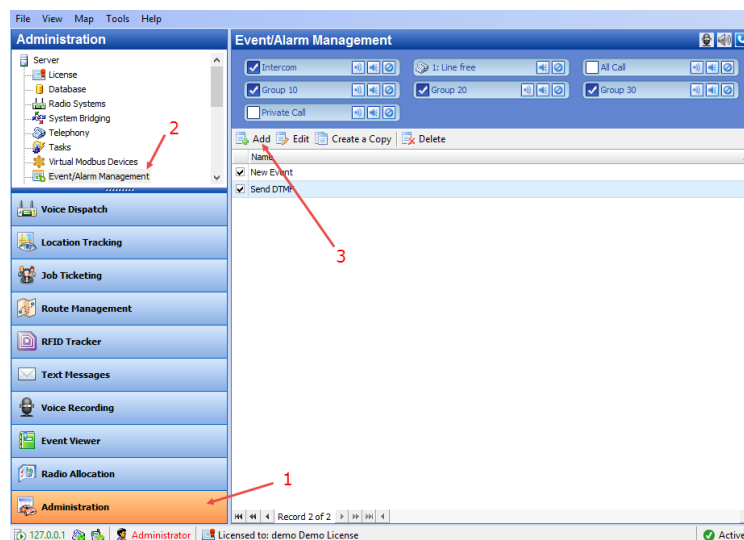 File View Map Tools Help
Administration
Server
License
Database
Radio Systems
System Bridging
Telephony
Tasks
Virtual Modbus Devices
Event/Alarm Management
2
Voice Dispatch
Location Tracking
Job Ticketing
Route Management
RFID Tracker
Text Messages
Voice Recording
Event Viewer
Radio Allocation
Administration
Event/Alarm Management
Intercom 1: Line free All Call
Group 10 Group 20 Group 30
Private Call
Add Edit Create a Copy Delete
Name
New Event
Send DTMF
3
1
Record 2 of 2
127.0.0.1 Administrator Licensed to: demo Demo License Active